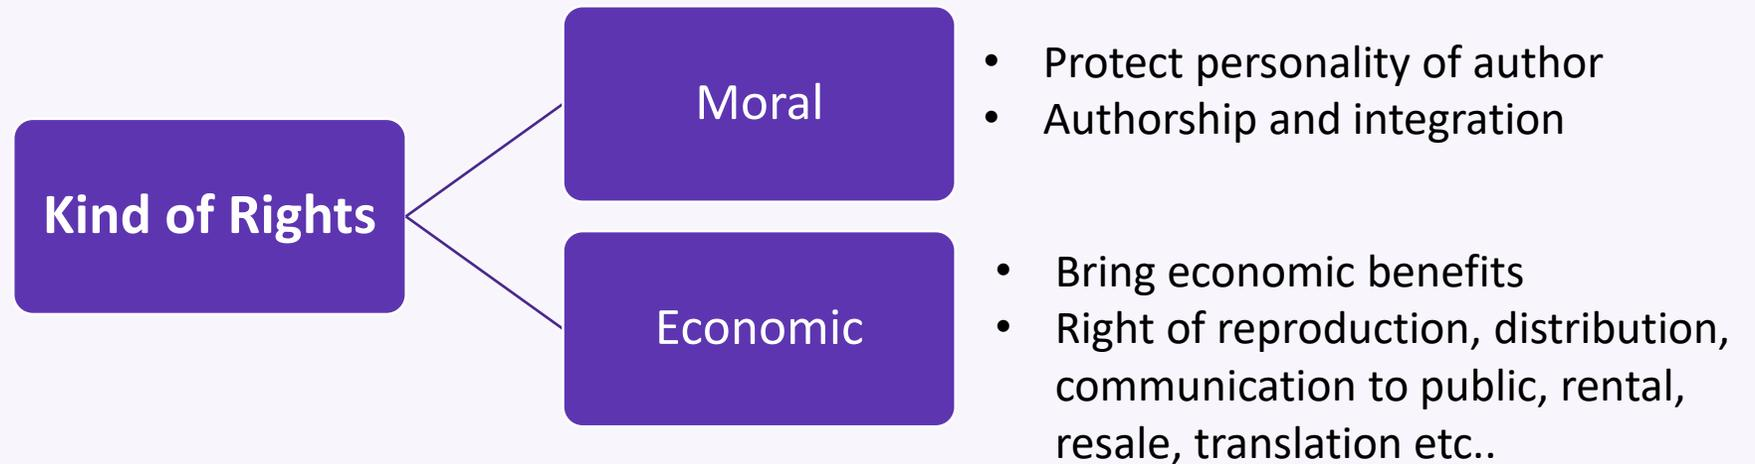 Kind of Rights
Moral
• Protect personality of author
• Authorship and integration
Economic
• Bring economic benefits
• Right of reproduction, distribution,
communication to public, rental,
resale, translation etc..